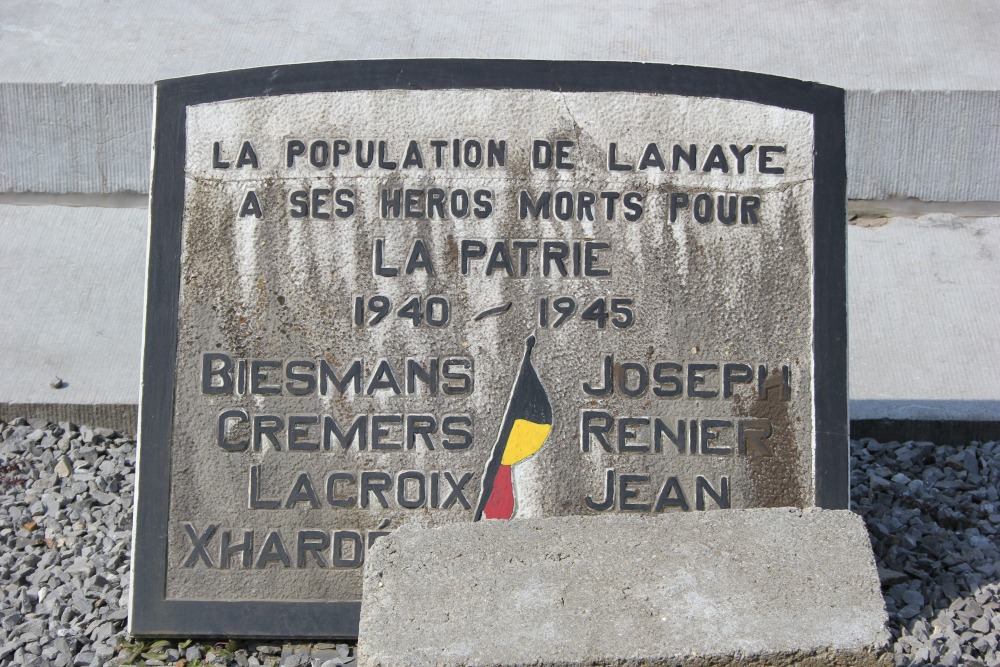 LA POPULATION DE LANAYE
A SES HEROS MORTS POUR
LA PATRIE
1940 ~ 1945
BIESMANS JOSEPH
CREMERS RENIER
LACROIX JEAN